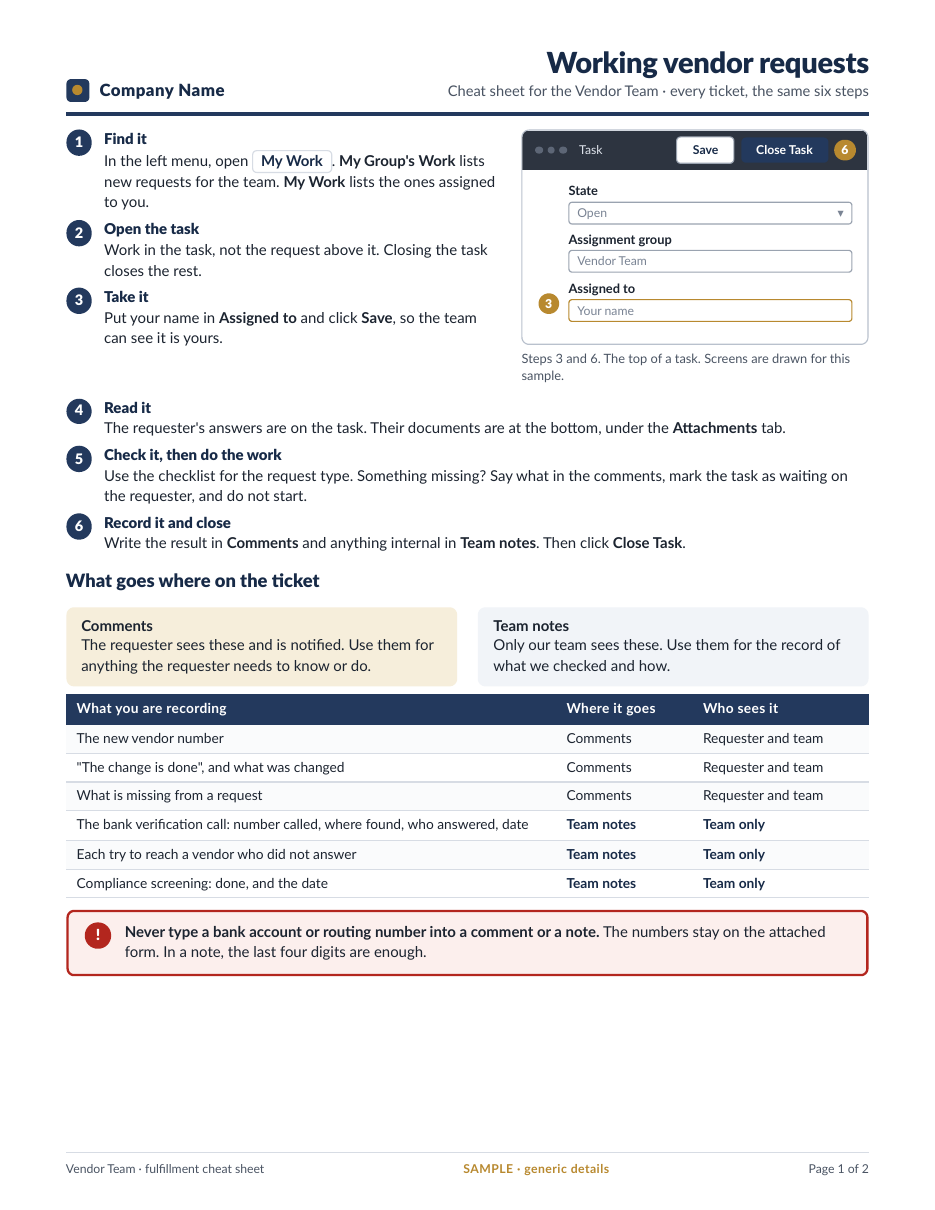 Working vendor requests
Company Name
Cheat sheet for the Vendor Team · every ticket, the same six steps
1 Find it
In the left menu, open My Work . My Group's Work lists
new requests for the team. My Work lists the ones assigned
to you.
2 Open the task
Work in the task, not the request above it. Closing the task
closes the rest.
3 Take it
Put your name in Assigned to and click Save, so the team
can see it is yours.
Task Save Close Task 6
State
Open ▾
Assignment group
Vendor Team
Assigned to
3 Your name
Steps 3 and 6. The top of a task. Screens are drawn for this
sample.
4 Read it
The requester's answers are on the task. Their documents are at the bottom, under the Attachments tab.
5 Check it, then do the work
Use the checklist for the request type. Something missing? Say what in the comments, mark the task as waiting on
the requester, and do not start.
6 Record it and close
Write the result in Comments and anything internal in Team notes. Then click Close Task.
What goes where on the ticket
Comments
The requester sees these and is notified. Use them for
anything the requester needs to know or do.
Team notes
Only our team sees these. Use them for the record of
what we checked and how.
What you are recording Where it goes Who sees it
The new vendor number Comments Requester and team
"The change is done", and what was changed Comments Requester and team
What is missing from a request Comments Requester and team
The bank verification call: number called, where found, who answered, date Team notes Team only
Each try to reach a vendor who did not answer Team notes Team only
Compliance screening: done, and the date Team notes Team only
! Never type a bank account or routing number into a comment or a note. The numbers stay on the attached
form. In a note, the last four digits are enough.
Vendor Team · fulfillment cheat sheet SAMPLE · generic details Page 1 of 2